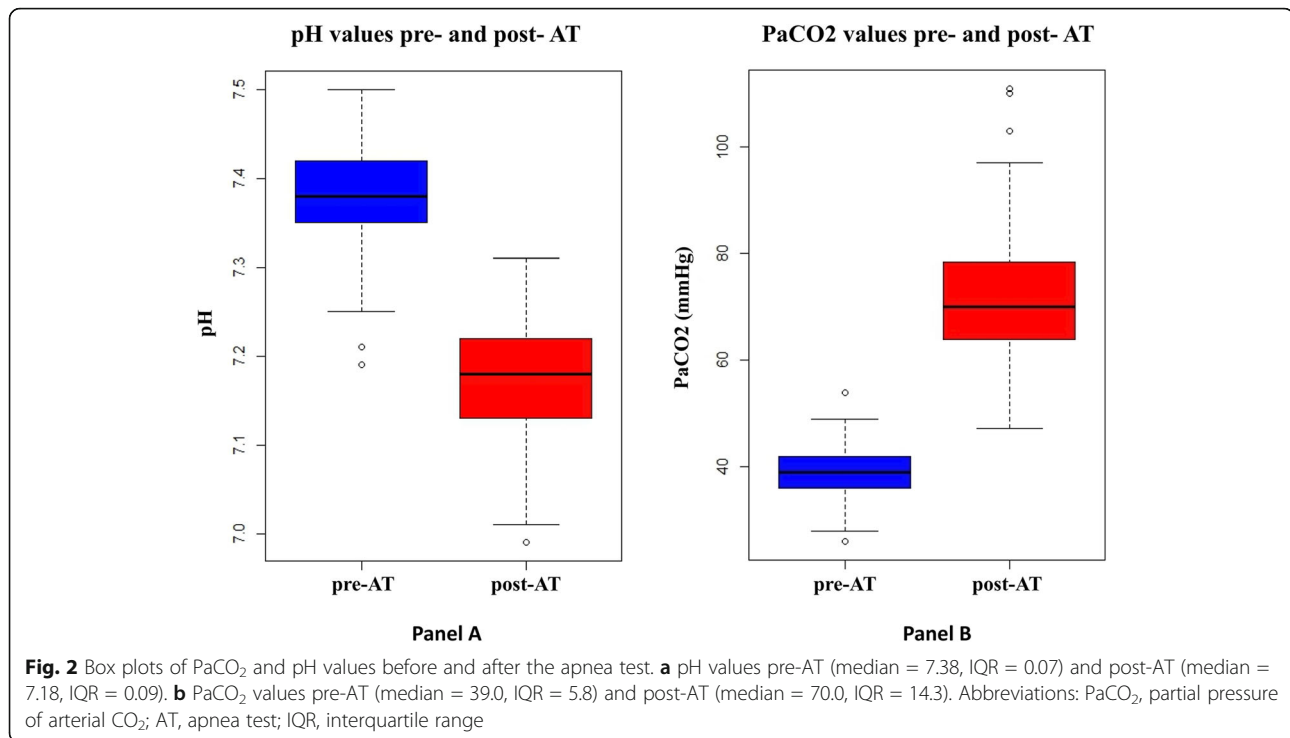 pH values pre- and post- AT
7.5
7.4
7.3
7.2
7.1
7.0
pH
pre-AT
post-AT
Panel A
PaCO2 values pre- and post- AT
100
80
60
40
PaCO2 (mmHg)
pre-AT
post-AT
Panel B
Fig. 2 Box plots of PaCO₂ and pH values before and after the apnea test. a pH values pre-AT (median = 7.38, IQR = 0.07) and post-AT (median =
7.18, IQR = 0.09). b PaCO₂ values pre-AT (median = 39.0, IQR = 5.8) and post-AT (median = 70.0, IQR = 14.3). Abbreviations: PaCO₂, partial pressure
of arterial CO₂; AT, apnea test; IQR, interquartile range